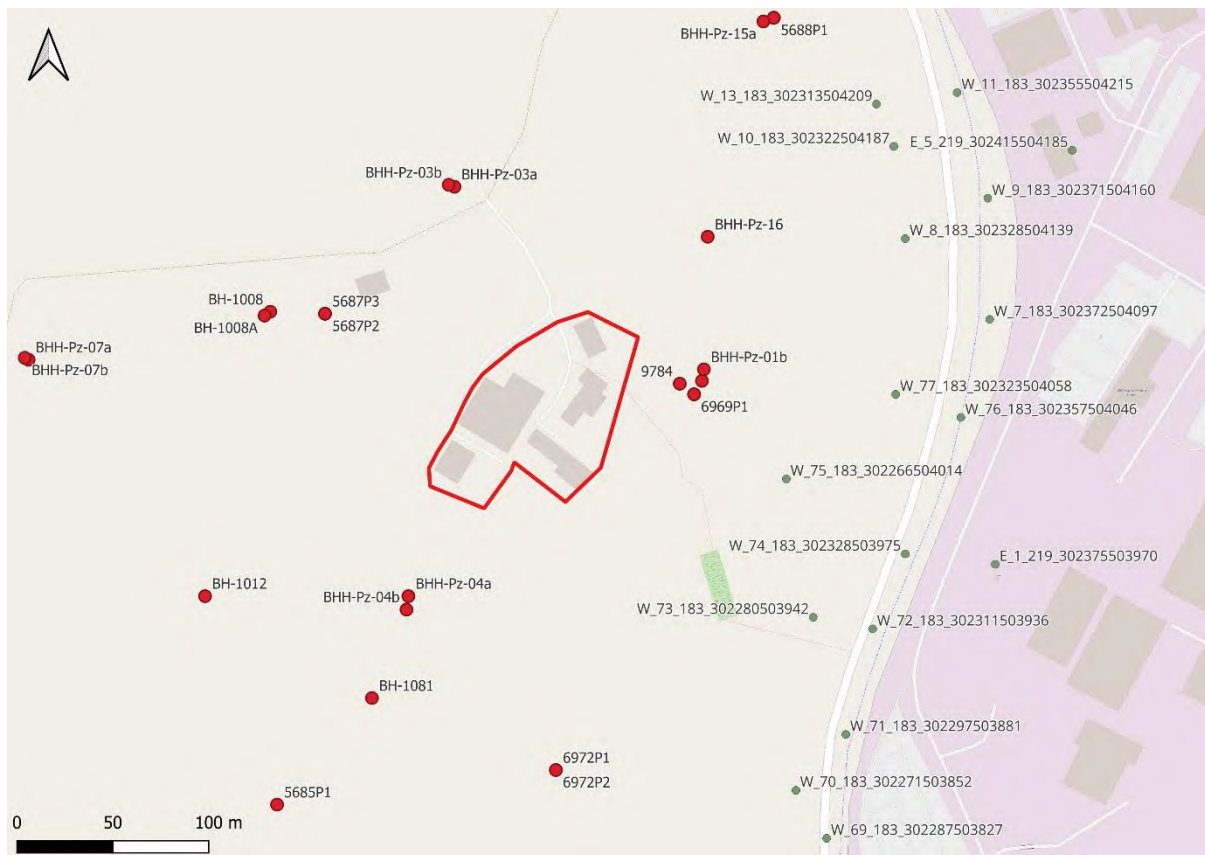 BHH-Pz-15a
5688P1
W_11_183_302355504215
W_13_183_302313504209
W_10_183_302322504187
E_5_219_302415504185
BHH-Pz-03b
BHH-Pz-03a
W_9_183_302371504160
BHH-Pz-16
W_8_183_302328504139
BH-1008
5687P3
BH-1008A
5687P2
W_7_183_302372504097
BHH-Pz-07a
BHH-Pz-07b
9784
BHH-Pz-01b
6969P1
W_77_183_302323504058
W_76_183_302357504046
W_75_183_302266504014
W_74_183_302328503975
E_1_219_302375503970
BH-1012
BHH-Pz-04a
BHH-Pz-04b
W_73_183_302280503942
W_72_183_302311503936
BH-1081
W_71_183_302297503881
6972P1
6972P2
5685P1
W_70_183_302271503852
W_69_183_302287503827
0 50 100 m